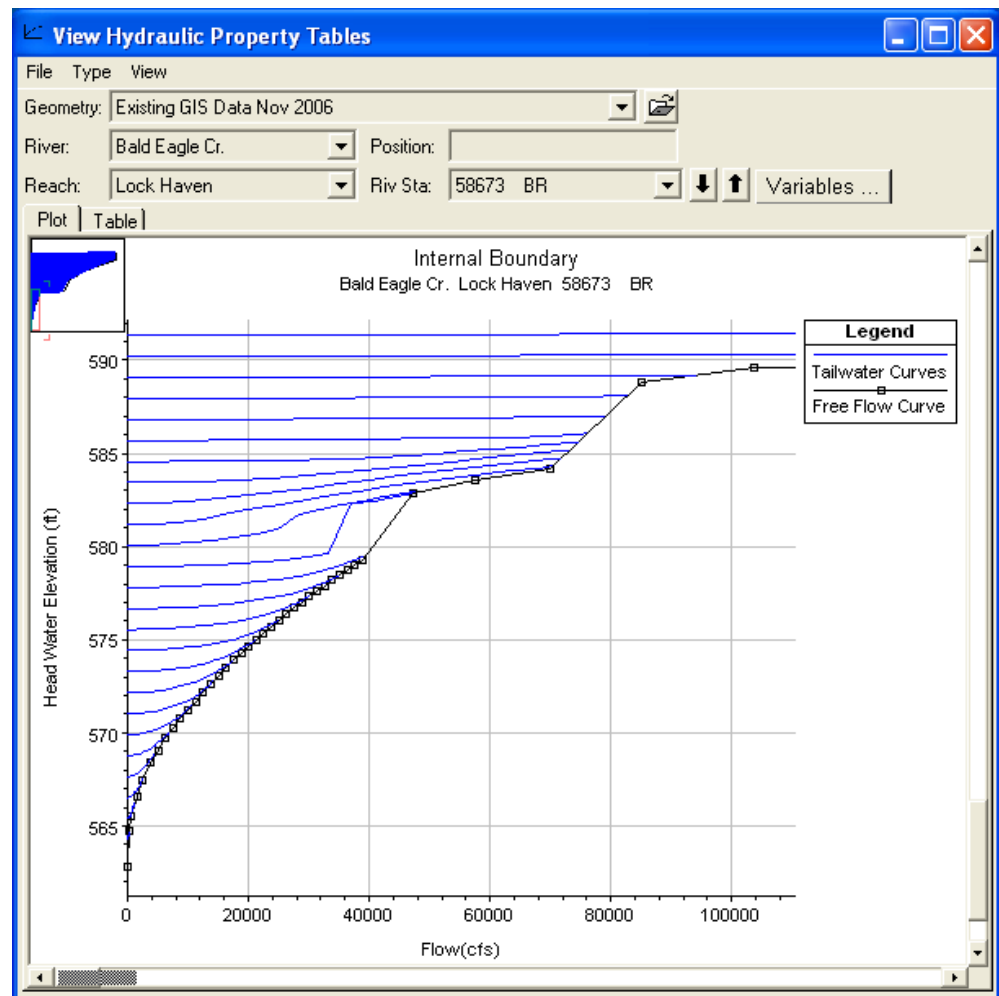 View Hydraulic Property Tables
File Type View
Geometry: Existing GIS Data Nov 2006
River: Bald Eagle Cr. Position:
Reach: Lock Haven Riv Sta: 58673 BR Variables ...
Plot Table
Internal Boundary
Bald Eagle Cr. Lock Haven 58673 BR
Legend
Tailwater Curves
Free Flow Curve
Head Water Elevation (ft)
590
585
580
575
570
565
0 20000 40000 60000 80000 100000
Flow(cfs)